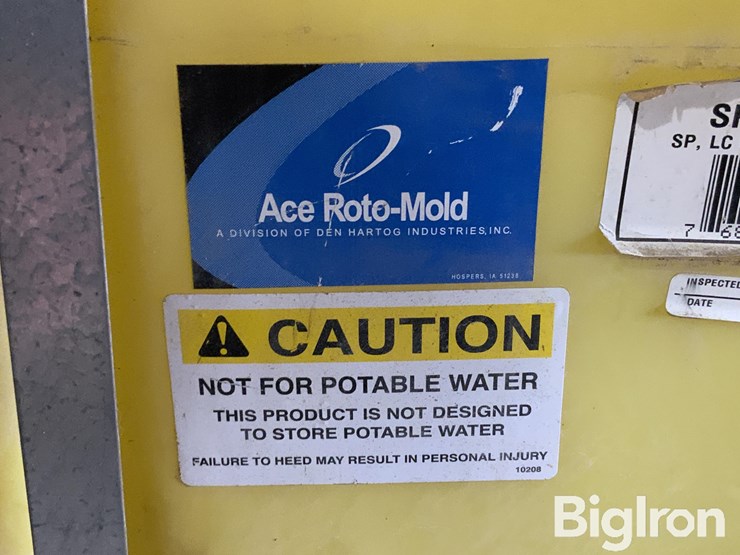 Ace Roto-Mold
A DIVISION OF DEN HARTOG INDUSTRIES, INC.
HOSPERS, IA 51238
CAUTION
NOT FOR POTABLE WATER
THIS PRODUCT IS NOT DESIGNED
TO STORE POTABLE WATER
FAILURE TO HEED MAY RESULT IN PERSONAL INJURY
10208
SP, LC
7
INSPECTED
DATE
BigIron